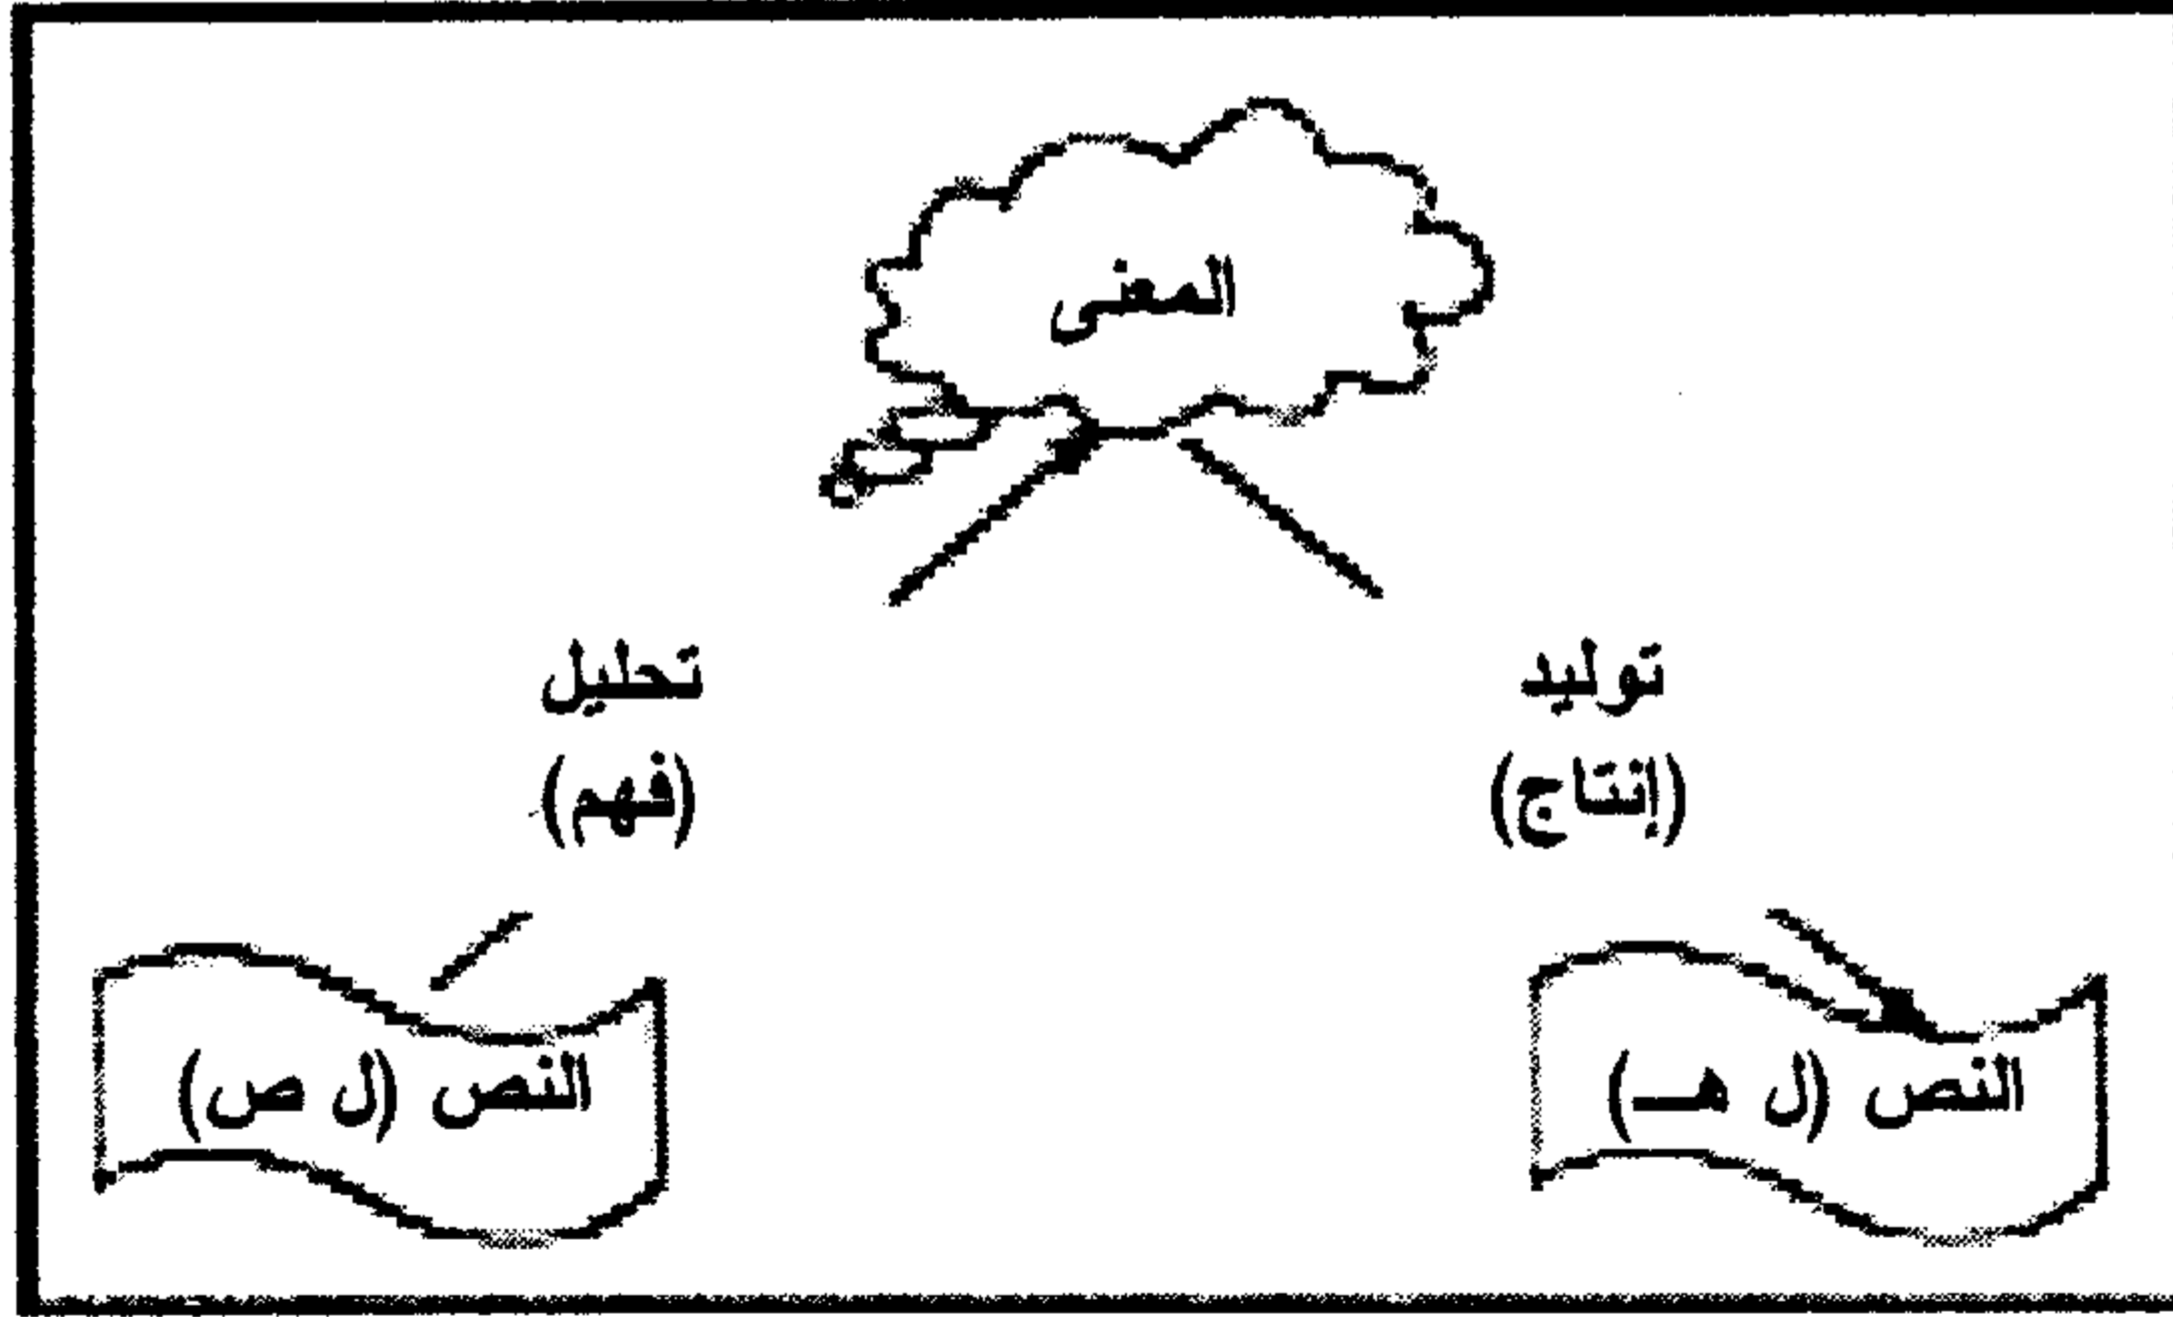 المعنى
توليد
(إنتاج)
تحليل
(فهم)
النص (ل هـ)
النص (ل ص)